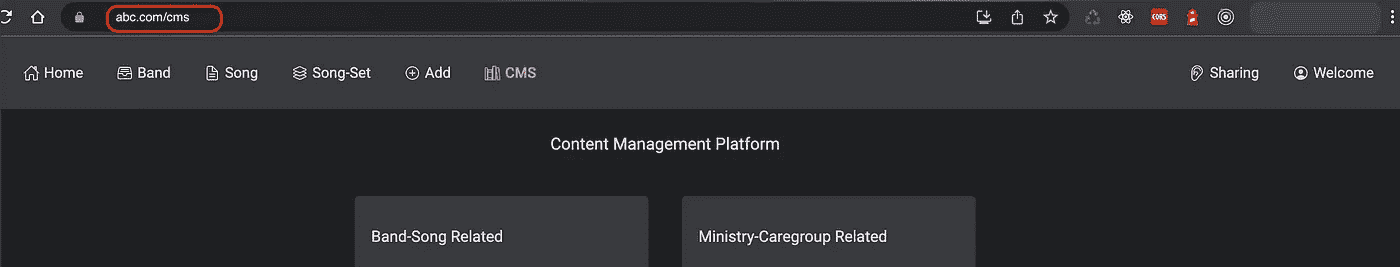 abc.com/cms
CORS
Home Band Song Song-Set Add CMS Sharing Welcome
Content Management Platform
Band-Song Related Ministry-Caregroup Related